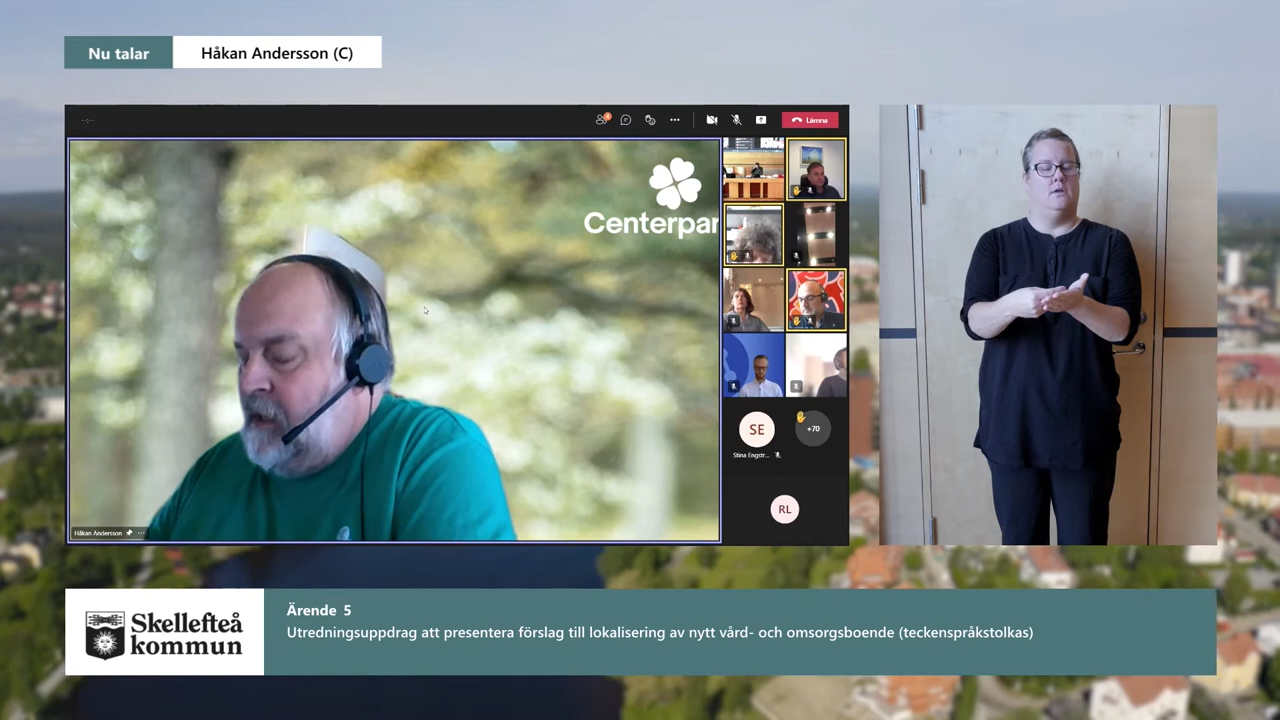 Nu talar
Håkan Andersson (C)
Lämna
Centerpar
SE
+70
Stina Engstr...
RL
Håkan Andersson
Skellefteå
kommun
Ärende 5
Utredningsuppdrag att presentera förslag till lokalisering av nytt vård- och omsorgsboende (teckenspråkstolkas)